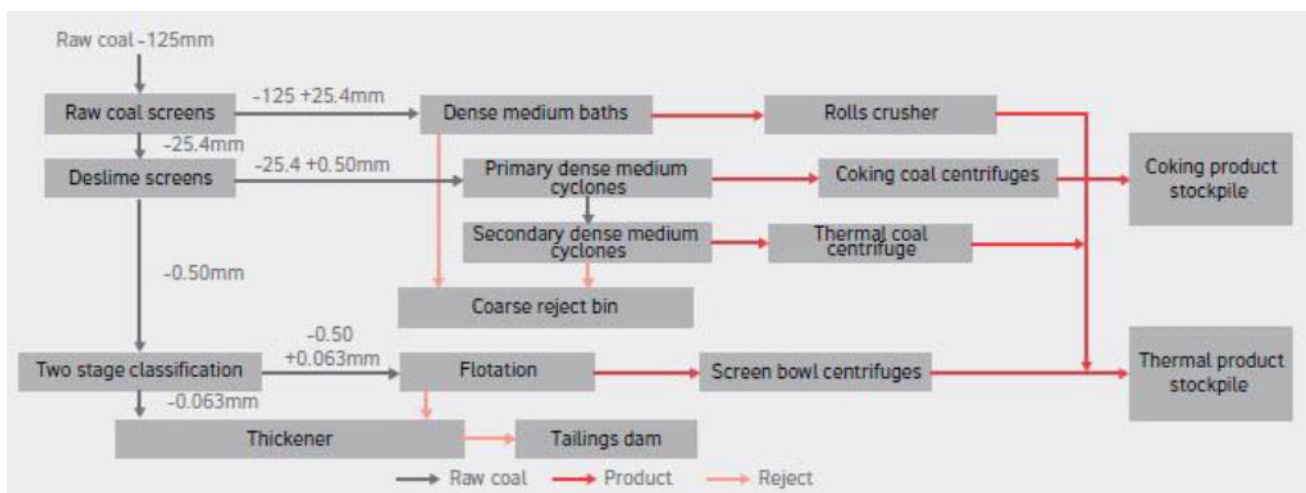 Raw coal -125mm
Raw coal screens
-125 +25.4mm
Dense medium baths
Rolls crusher
-25.4mm
Deslime screens
-25.4 +0.50mm
Primary dense medium
cyclones
Coking coal centrifuges
Coking product
stockpile
Secondary dense medium
cyclones
Thermal coal
centrifuge
-0.50mm
Coarse reject bin
-0.50
+0.063mm
Two stage classification
Flotation
Screen bowl centrifuges
Thermal product
stockpile
-0.063mm
Thickener
Tailings dam
Raw coal
Product
Reject